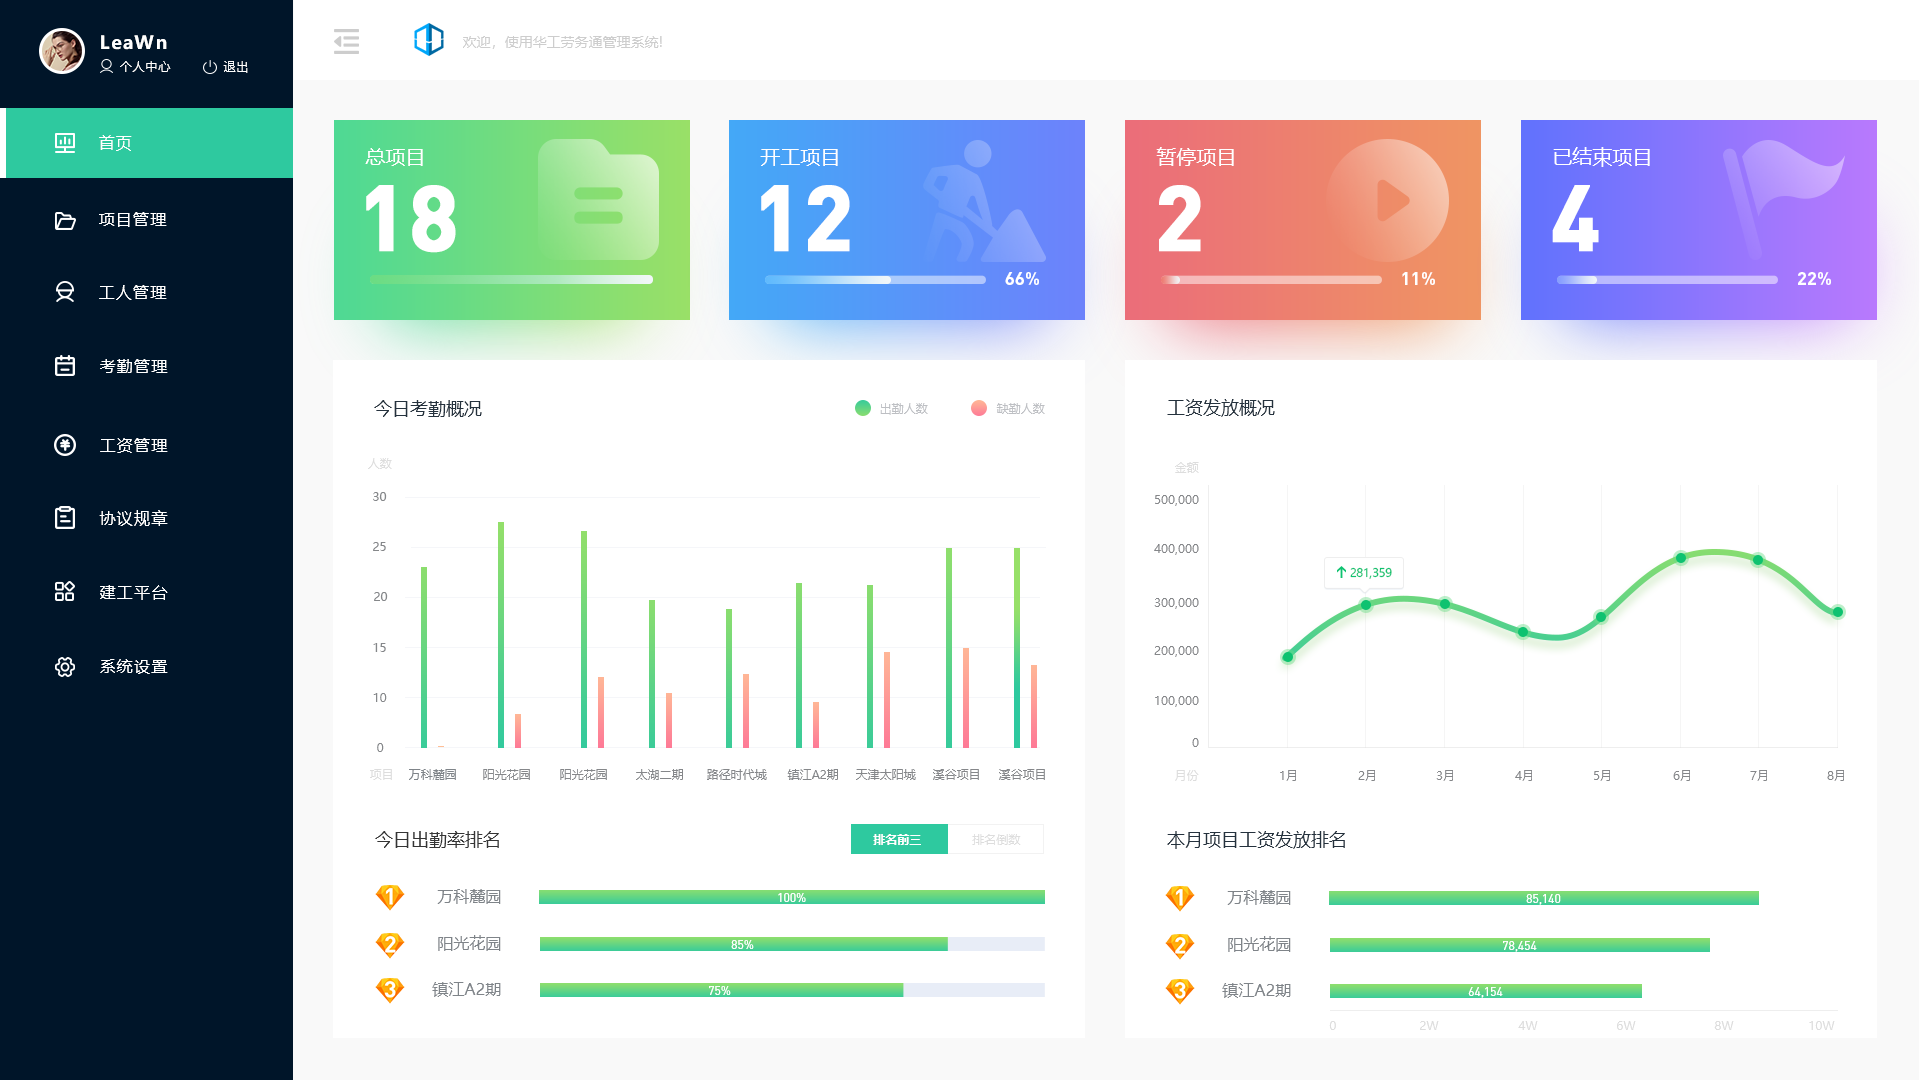 LeaWn
个人中心 退出
首页
项目管理
工人管理
考勤管理
工资管理
协议规章
建工平台
系统设置
欢迎，使用华工劳务通管理系统!
总项目
18
开工项目
12
66%
暂停项目
2
11%
已结束项目
4
22%
今日考勤概况
出勤人数 缺勤人数
人数
30
25
20
15
10
0
项目 万科麓园 阳光花园 阳光花园 太湖二期 路径时代城 镇江A2期 天津太阳城 溪谷项目 溪谷项目
工资发放概况
金额
500,000
400,000
300,000
200,000
100,000
0
281,359
月份 1月 2月 3月 4月 5月 6月 7月 8月
今日出勤率排名
排名前三 排名倒数
1 万科麓园 100%
2 阳光花园 85%
3 镇江A2期 75%
本月项目工资发放排名
1 万科麓园 85,140
2 阳光花园 78,454
3 镇江A2期 64,154
0 2W 4W 6W 8W 10W